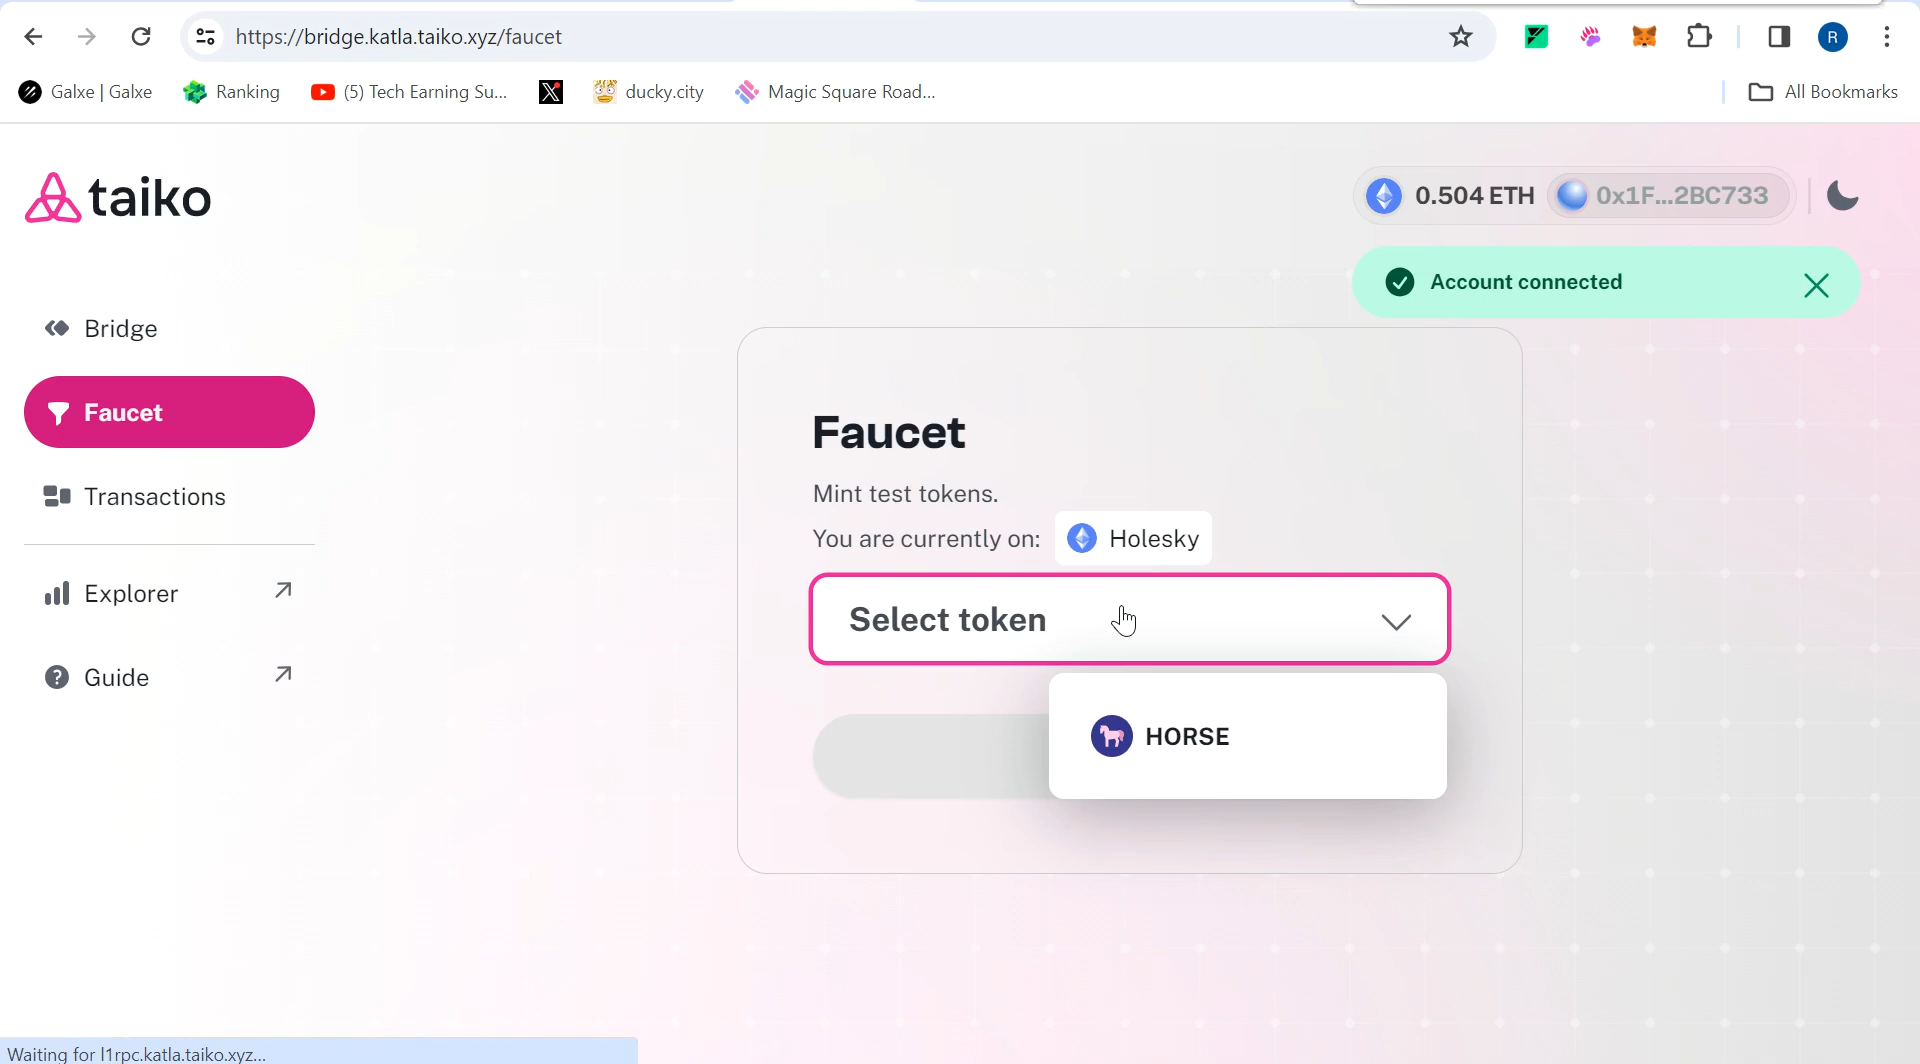 https://bridge.katla.taiko.xyz/faucet
R
Galxe | Galxe
Ranking
(5) Tech Earning Su...
ducky.city
Magic Square Road...
All Bookmarks
taiko
0.504 ETH
0x1F...2BC733
Account connected
Bridge
Faucet
Transactions
Explorer
Guide
Faucet
Mint test tokens.
You are currently on: Holesky
Select token
HORSE
Waiting for l1rpc.katla.taiko.xyz...